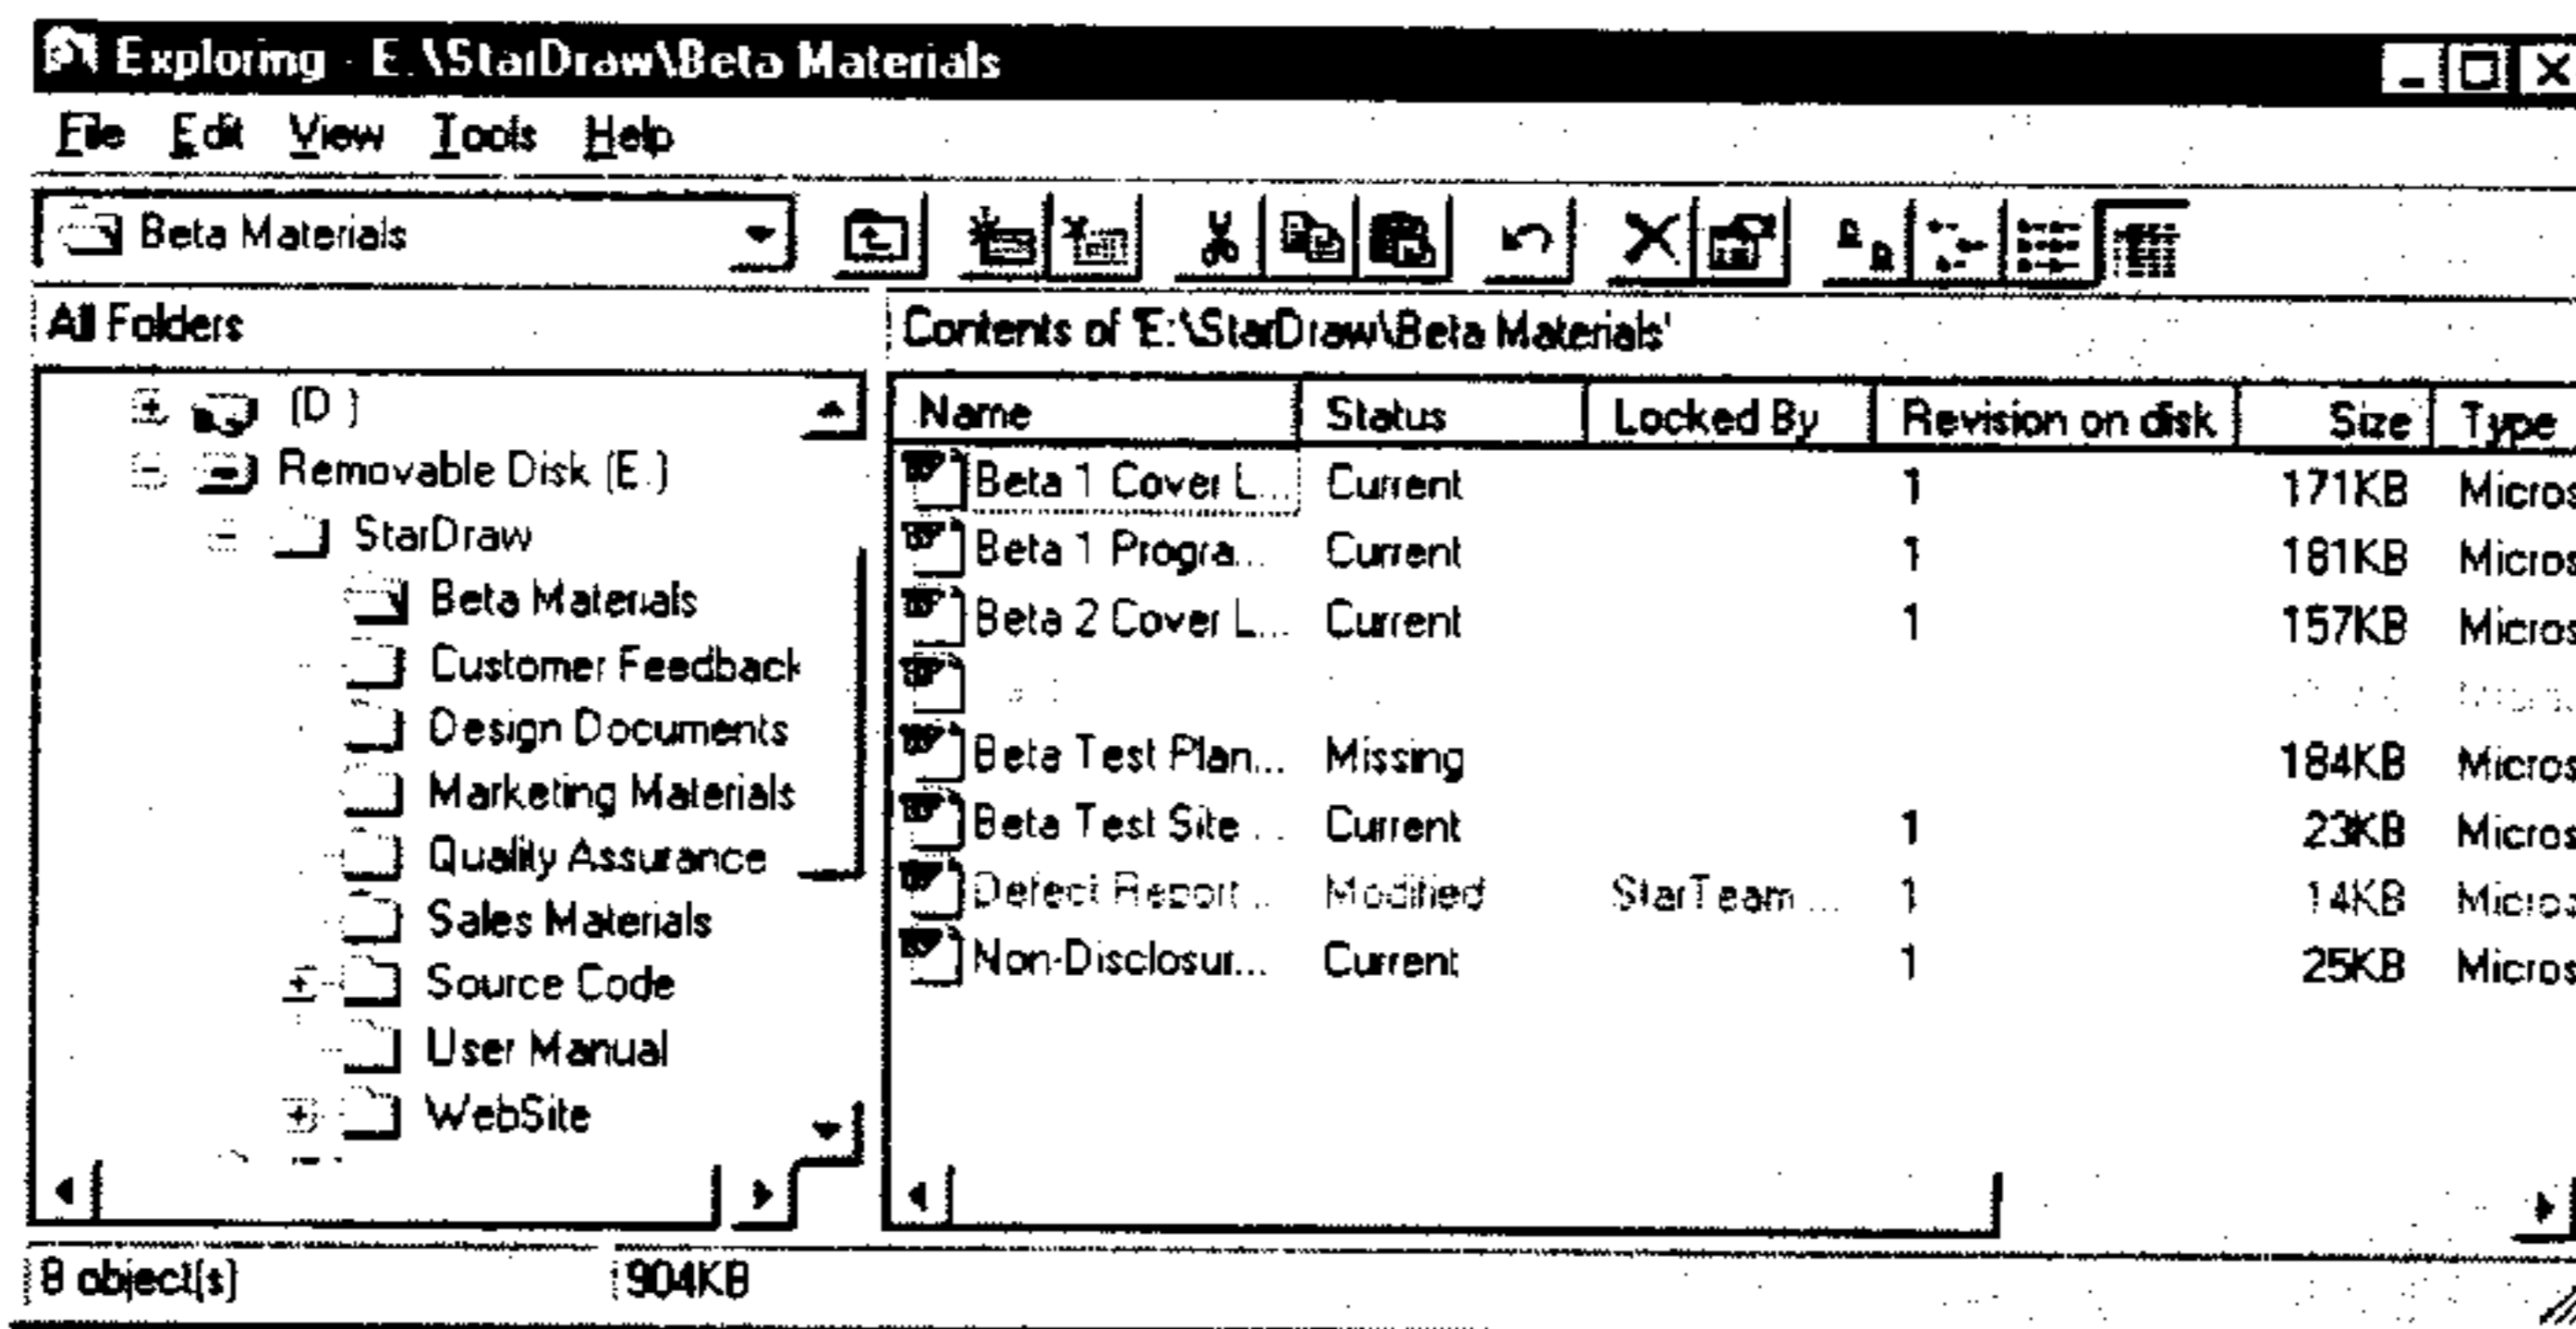 Exploring - E:\StarDraw\Beta Materials
File Edit View Tools Help
Beta Materials
All Folders
Contents of 'E:\StarDraw\Beta Materials'
(D:)
Removable Disk (E:)
StarDraw
Beta Materials
Customer Feedback
Design Documents
Marketing Materials
Quality Assurance
Sales Materials
Source Code
User Manual
WebSite
Name Status Locked By Revision on disk Size Type
Beta 1 Cover L... Current 1 171KB Micros
Beta 1 Progra... Current 1 181KB Micros
Beta 2 Cover L... Current 1 157KB Micros
Beta Test Plan... Missing 184KB Micros
Beta Test Site ... Current 1 23KB Micros
Defect Report ... Modified StarTeam ... 1 14KB Micros
Non-Disclosur... Current 1 25KB Micros
8 object(s) 904KB